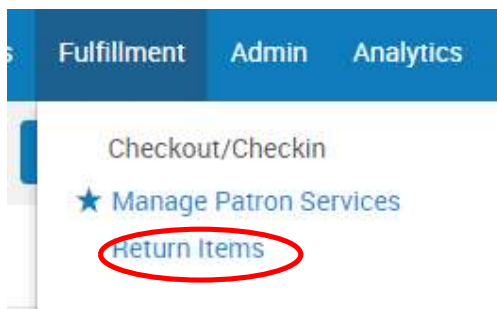 Fulfillment Admin Analytics
Checkout/Checkin
Manage Patron Services
Return Items